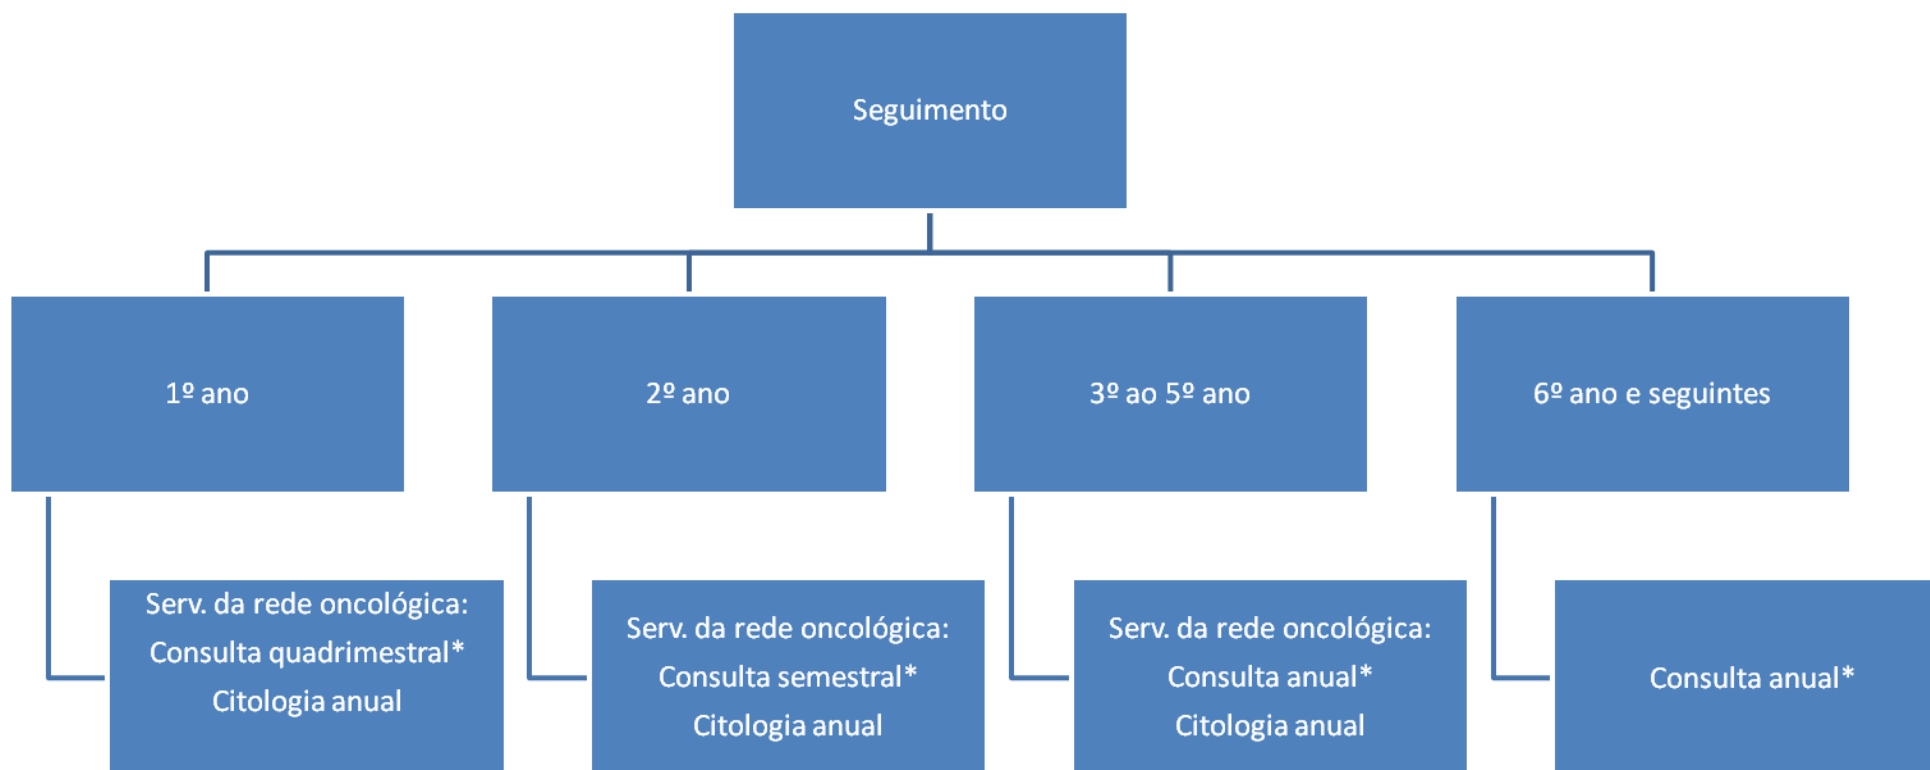 Seguimento
1º ano
2º ano
3º ao 5º ano
6º ano e seguintes
Serv. da rede oncológica:
Consulta quadrimestral*
Citologia anual
Serv. da rede oncológica:
Consulta semestral*
Citologia anual
Serv. da rede oncológica:
Consulta anual*
Citologia anual
Consulta anual*